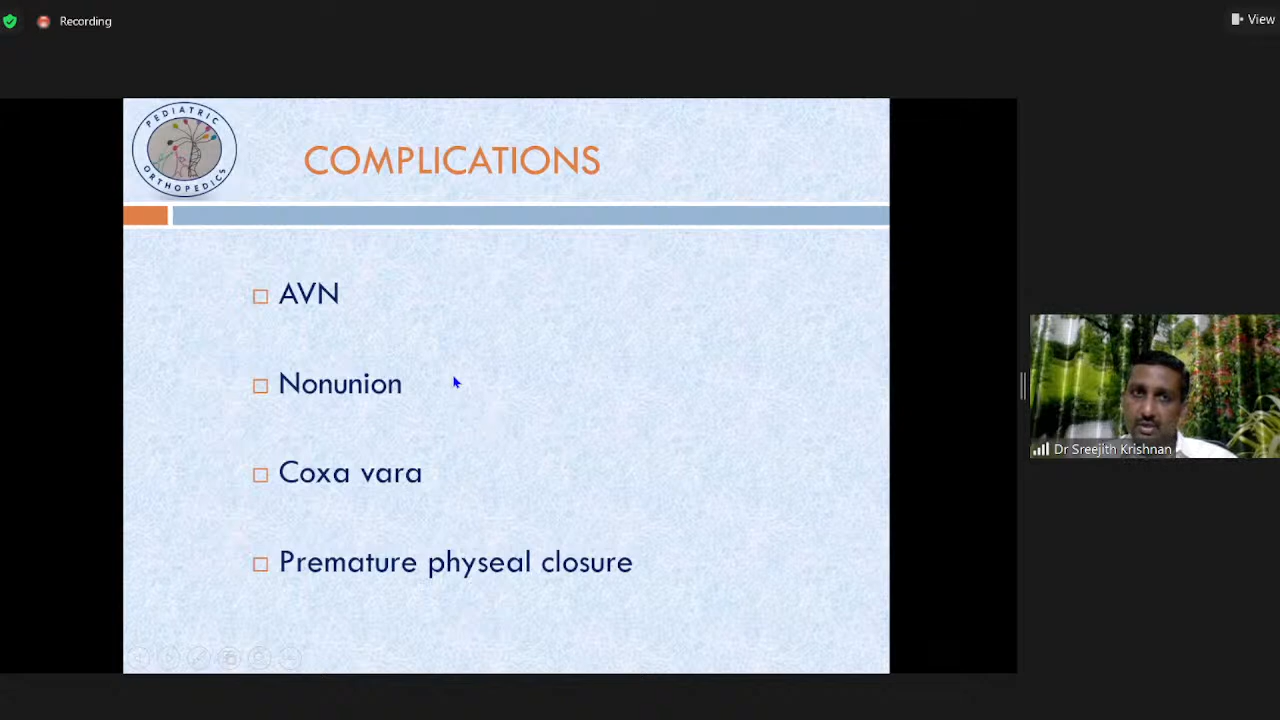 Recording
View
PEDIATRIC
ORTHOPEDICS
COMPLICATIONS
AVN
Nonunion
Coxa vara
Premature physeal closure
Dr Sreejith Krishnan